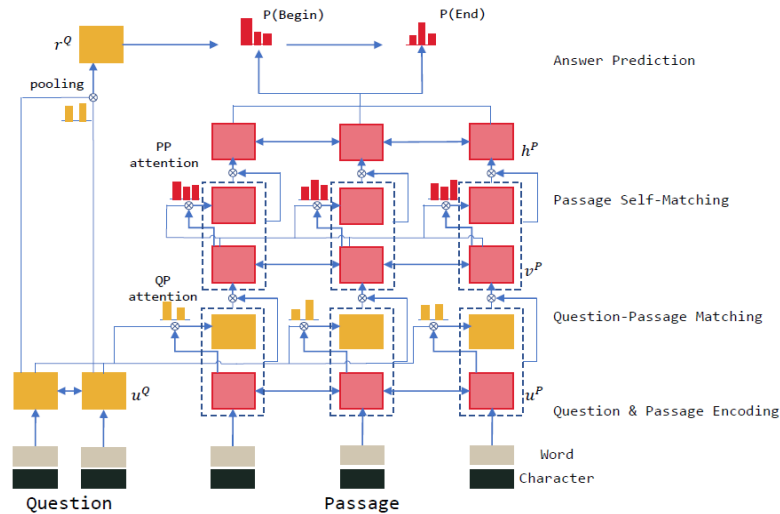 P(Begin)
P(End)
r^Q
Answer Prediction
pooling
PP
attention
h^P
Passage Self-Matching
v^P
QP
attention
Question-Passage Matching
u^Q
u^P
Question & Passage Encoding
Word
Character
Question
Passage